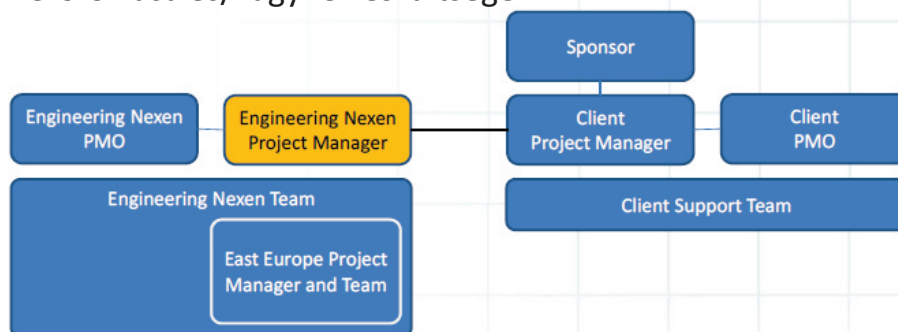 Sponsor
Engineering Nexen
PMO
Engineering Nexen
Project Manager
Client
Project Manager
Client
PMO
Engineering Nexen Team
East Europe Project
Manager and Team
Client Support Team